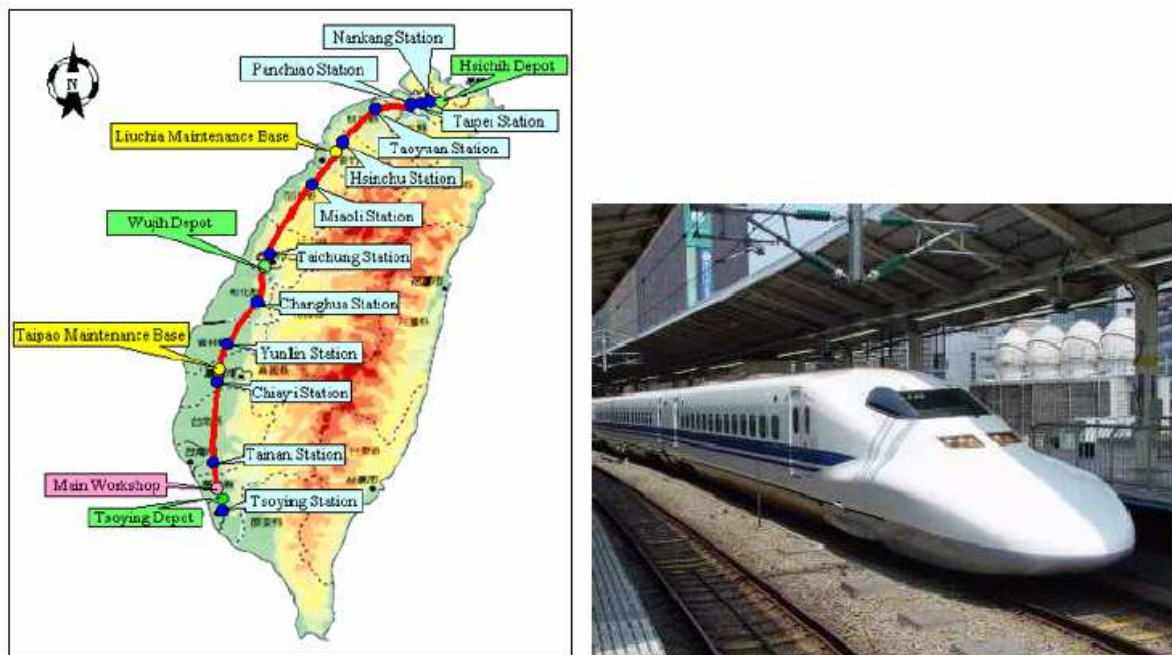 Nankang Station
Hsichih Depot
Panchiao Station
N
Taipei Station
Liuchia Maintenance Base
Taoyuan Station
Hsinchu Station
Miaoli Station
Wujih Depot
Taichung Station
Changhua Station
Taipao Maintenance Base
Yunlin Station
Chiayi Station
Tainan Station
Main Workshop
Tsoying Station
Tsoying Depot